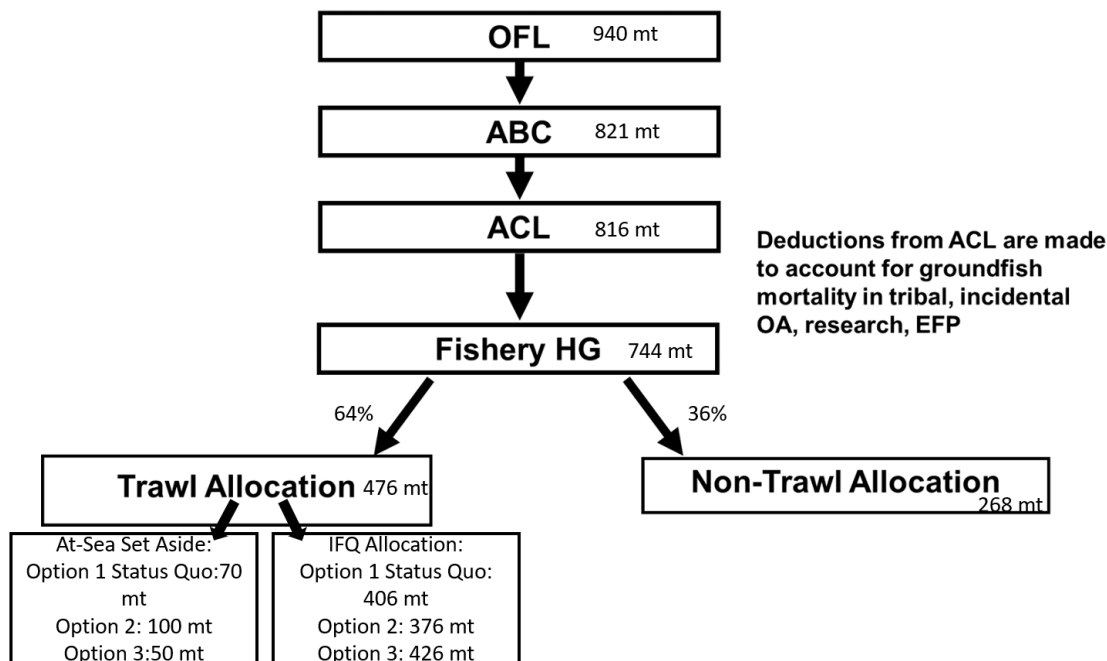 OFL 940 mt
ABC 821 mt
ACL 816 mt
Deductions from ACL are made
to account for groundfish
mortality in tribal, incidental
OA, research, EFP
Fishery HG 744 mt
64%
36%
Trawl Allocation 476 mt
Non-Trawl Allocation
268 mt
At-Sea Set Aside:
Option 1 Status Quo:70
mt
Option 2: 100 mt
Option 3:50 mt
IFQ Allocation:
Option 1 Status Quo:
406 mt
Option 2: 376 mt
Option 3: 426 mt